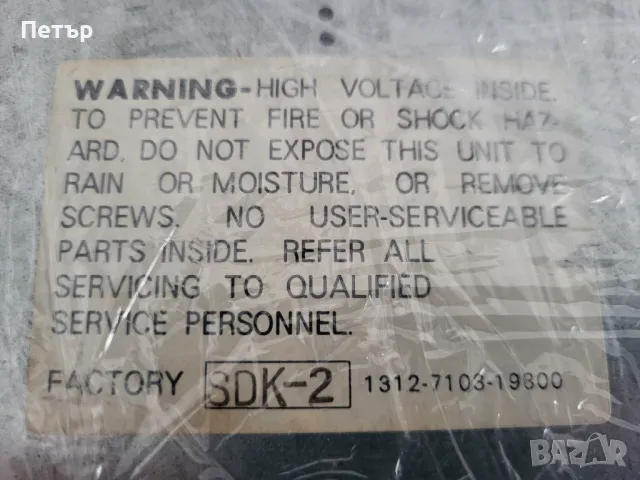 Петър
WARNING-HIGH VOLTAGE INSIDE.
TO PREVENT FIRE OR SHOCK HAZ-
ARD, DO NOT EXPOSE THIS UNIT TO
RAIN OR MOISTURE, OR REMOVE
SCREWS. NO USER-SERVICEABLE
PARTS INSIDE. REFER ALL
SERVICING TO QUALIFIED
SERVICE PERSONNEL.
FACTORY SDK-2 1312-7103-19800
BAZAR